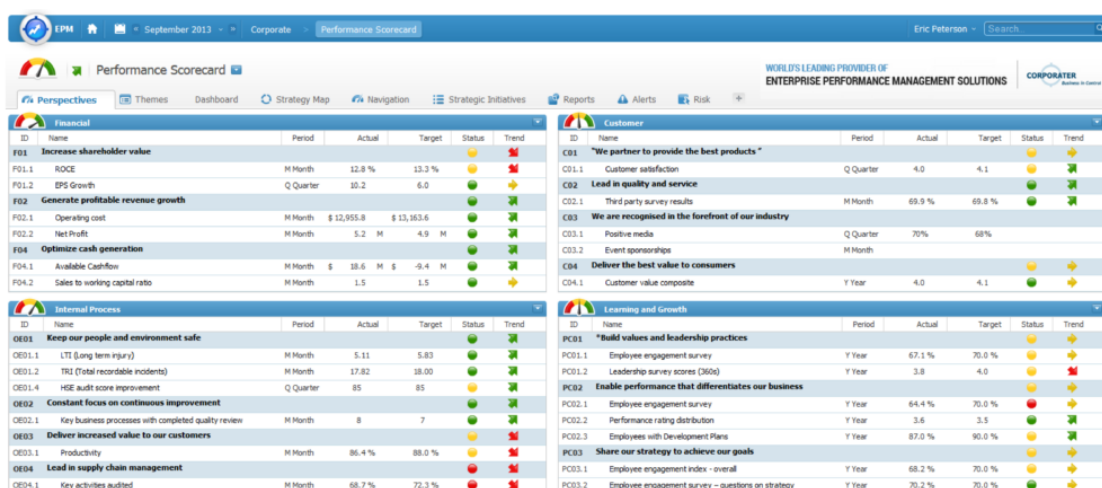 EPM « September 2013 - » Corporate > Performance Scorecard Eric Peterson Search...
Performance Scorecard
WORLD'S LEADING PROVIDER OF
ENTERPRISE PERFORMANCE MANAGEMENT SOLUTIONS
CORPORATER
Business in Control
Perspectives Themes Dashboard Strategy Map Navigation Strategic Initiatives Reports Alerts Risk +
Financial
ID Name Period Actual Target Status Trend
F01 Increase shareholder value
F01.1 ROCE M Month 12.8 % 13.3 %
F01.2 EPS Growth Q Quarter 10.2 6.0
F02 Generate profitable revenue growth
F02.1 Operating cost M Month $ 12,955.8 $ 13,163.6
F02.2 Net Profit M Month 5.2 M 4.9 M
F04 Optimize cash generation
F04.1 Available Cashflow M Month $ 18.6 M $ -9.4 M
F04.2 Sales to working capital ratio M Month 1.5 1.5
Customer
ID Name Period Actual Target Status Trend
C01 "We partner to provide the best products "
C01.1 Customer satisfaction Q Quarter 4.0 4.1
C02 Lead in quality and service
C02.1 Third party survey results M Month 69.9 % 69.8 %
C03 We are recognised in the forefront of our industry
C03.1 Positive media Q Quarter 70% 68%
C03.2 Event sponsorships M Month
C04 Deliver the best value to consumers
C04.1 Customer value composite Y Year 4.0 4.1
Internal Process
ID Name Period Actual Target Status Trend
OE01 Keep our people and environment safe
OE01.1 LTI (Long term injury) M Month 5.11 5.83
OE01.2 TRI (Total recordable incidents) M Month 17.82 18.00
OE01.4 HSE audit score improvement Q Quarter 85 85
OE02 Constant focus on continuous improvement
OE02.1 Key business processes with completed quality review M Month 8 7
OE03 Deliver increased value to our customers
OE03.1 Productivity M Month 86.4 % 88.0 %
OE04 Lead in supply chain management
OE04.1 Key activities audited M Month 68.7 % 72.3 %
Learning and Growth
ID Name Period Actual Target Status Trend
PC01 *Build values and leadership practices
PC01.1 Employee engagement survey Y Year 67.1 % 70.0 %
PC01.2 Leadership survey scores (360s) Y Year 3.8 4.0
PC02 Enable performance that differentiates our business
PC02.1 Employee engagement survey Y Year 64.4 % 70.0 %
PC02.2 Performance rating distribution Y Year 3.6 3.5
PC02.3 Employees with Development Plans Y Year 87.0 % 90.0 %
PC03 Share our strategy to achieve our goals
PC03.1 Employee engagement index - overall Y Year 68.2 % 70.0 %
PC03.2 Employee engagement survey – questions on strategy Y Year 70.2 % 70.0 %